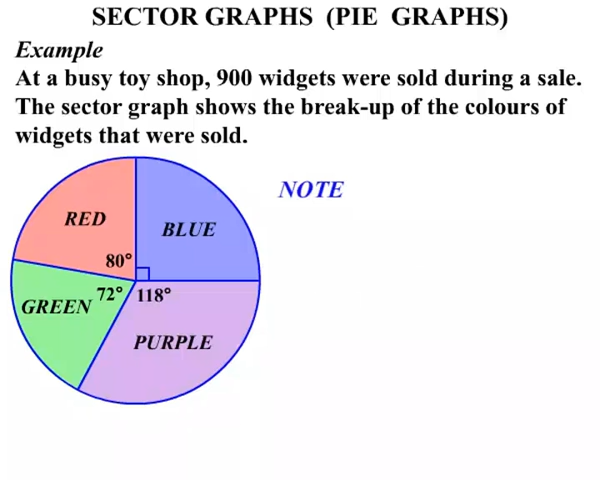 SECTOR GRAPHS (PIE GRAPHS)
Example
At a busy toy shop, 900 widgets were sold during a sale.
The sector graph shows the break-up of the colours of
widgets that were sold.
NOTE
RED
BLUE
80°
72° 118°
GREEN
PURPLE